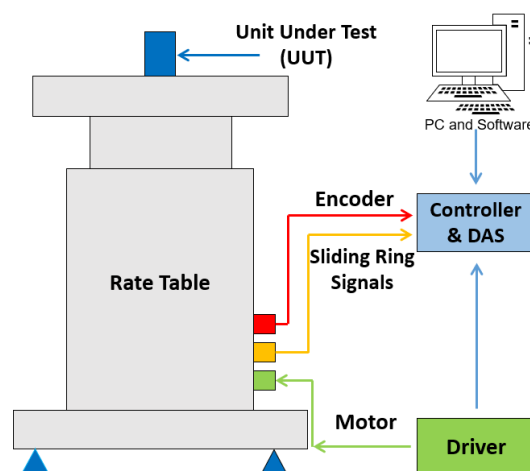 Unit Under Test
(UUT)
PC and Software
Encoder
Controller
& DAS
Sliding Ring
Signals
Rate Table
Motor
Driver